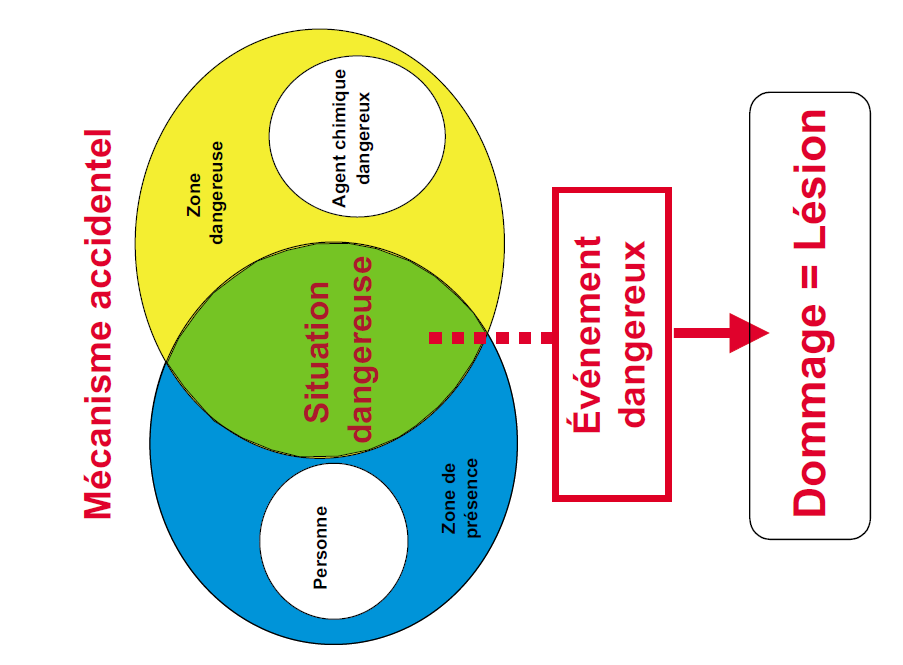 Mécanisme accidentel
Personne
Zone de
présence
Situation
dangereuse
Zone
dangereuse
Agent chimique
dangereux
Événement
dangereux
Dommage = Lésion